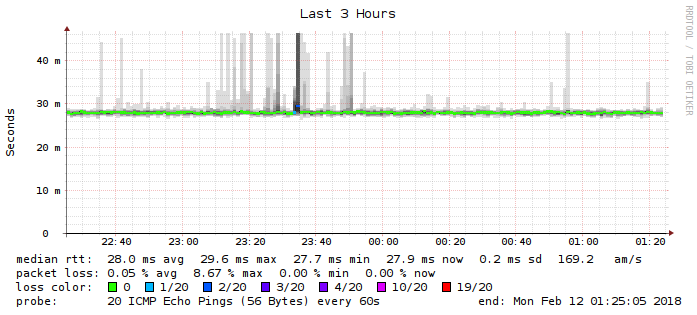 Last 3 Hours
RRDTOOL / TOBI OETIKER
Seconds
40 m
30 m
20 m
10 m
0
22:40 23:00 23:20 23:40 00:00 00:20 00:40 01:00 01:20
median rtt: 28.0 ms avg 29.6 ms max 27.7 ms min 27.9 ms now 0.2 ms sd 169.2 am/s
packet loss: 0.05 % avg 8.67 % max 0.00 % min 0.00 % now
loss color: 0 1/20 2/20 3/20 4/20 10/20 19/20
probe: 20 ICMP Echo Pings (56 Bytes) every 60s end: Mon Feb 12 01:25:05 2018